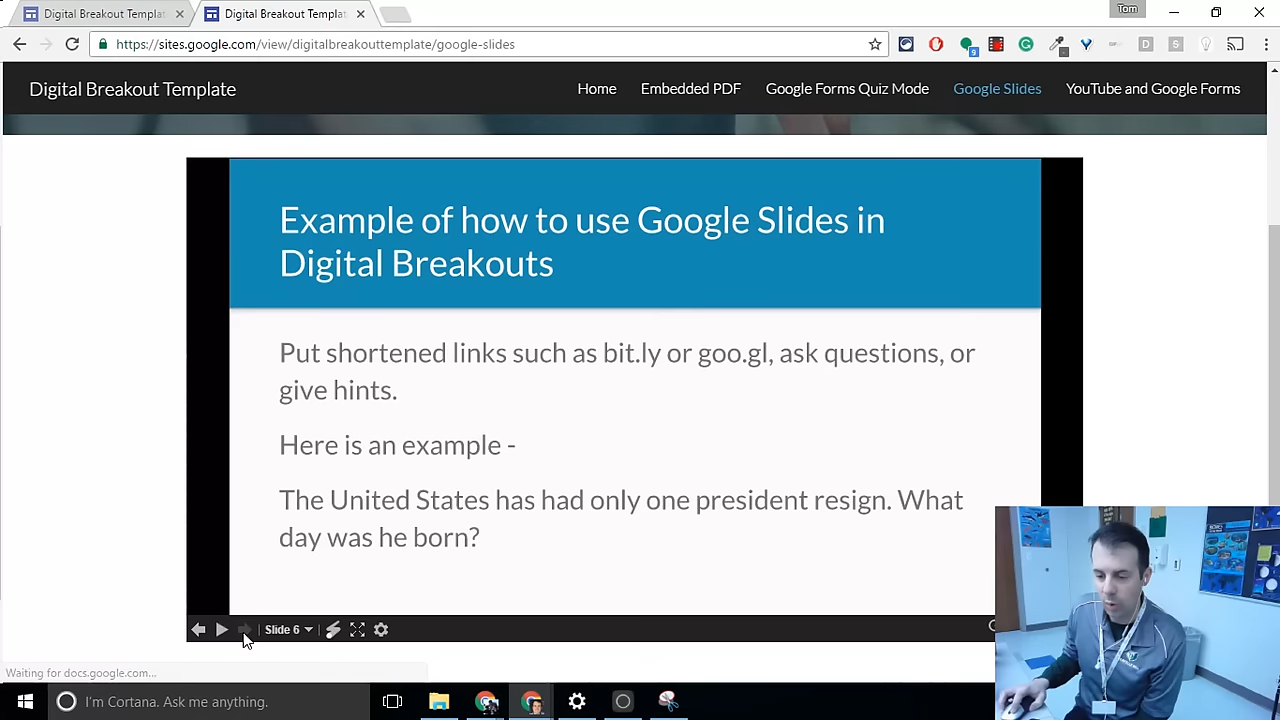 Digital Breakout Templat
Digital Breakout Templat
Tom
https://sites.google.com/view/digitalbreakouttemplate/google-slides
9
D
S
Digital Breakout Template
Home
Embedded PDF
Google Forms Quiz Mode
Google Slides
YouTube and Google Forms
Example of how to use Google Slides in
Digital Breakouts
Put shortened links such as bit.ly or goo.gl, ask questions, or
give hints.
Here is an example -
The United States has had only one president resign. What
day was he born?
Slide 6
Waiting for docs.google.com...
I'm Cortana. Ask me anything.